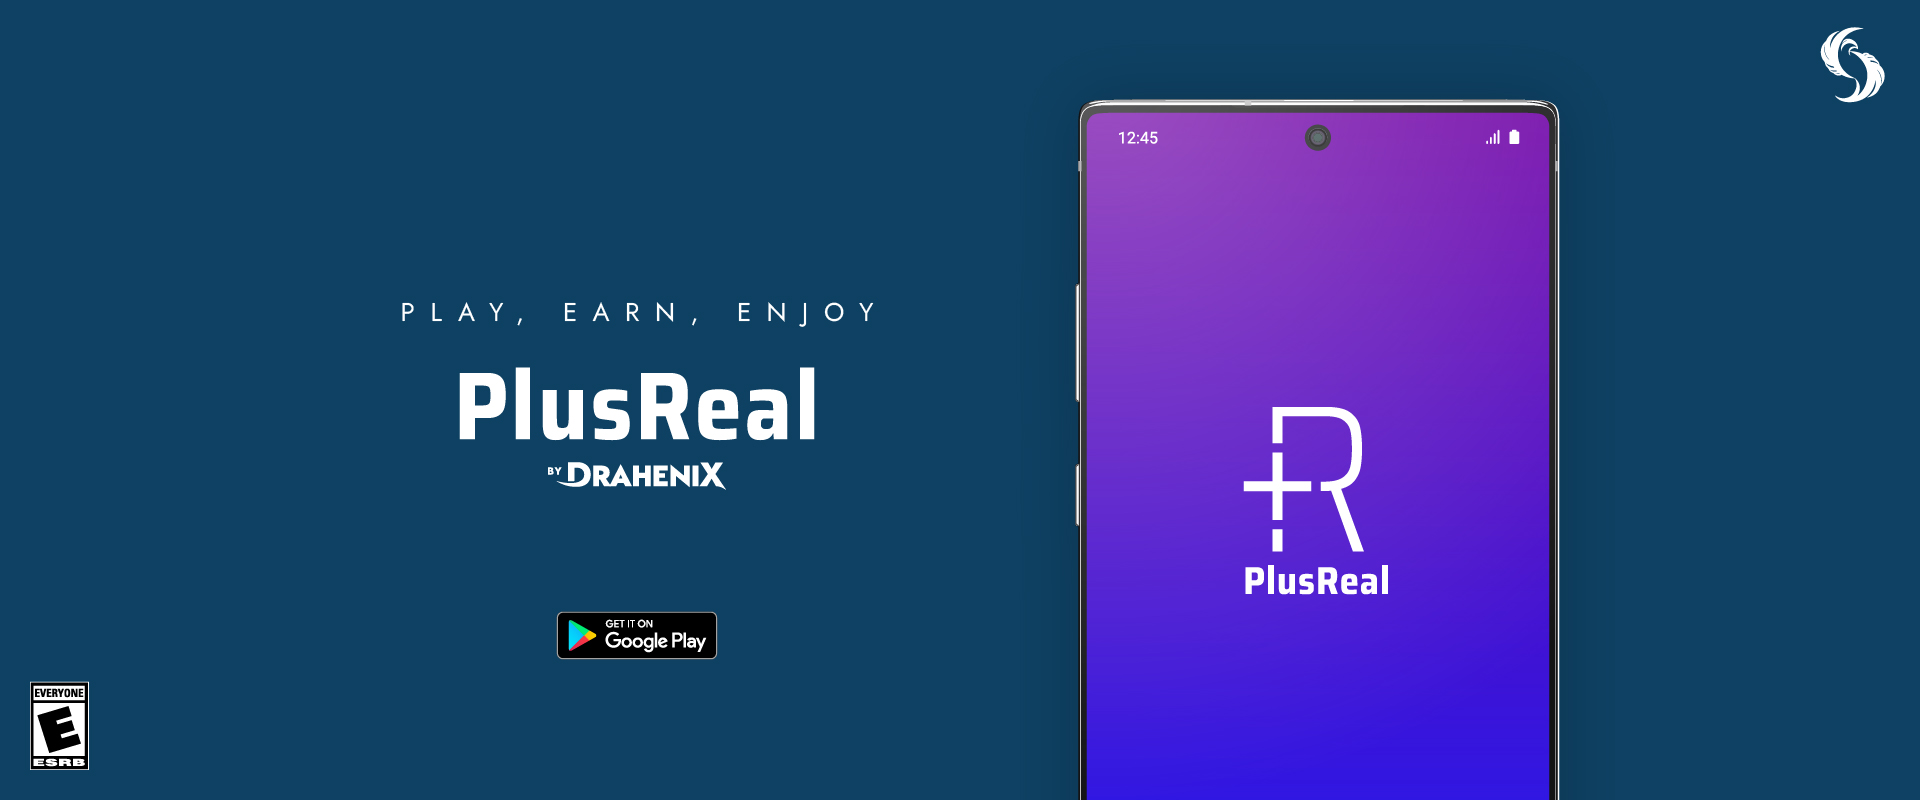 PLAY, EARN, ENJOY
PlusReal
BY DRAHENIX
GET IT ON
Google Play
EVERYONE
E
ESRB
12:45
R
PlusReal